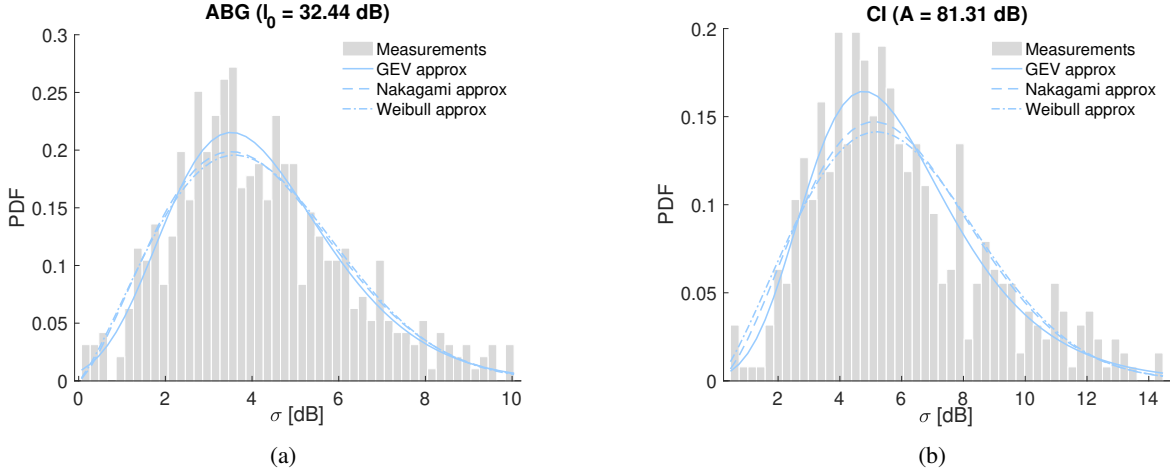 ABG (l0 = 32.44 dB)
0.3
0.25
0.2
0.15
0.1
0.05
0
PDF
Measurements
GEV approx
Nakagami approx
Weibull approx
0 2 4 6 8 10
σ [dB]
(a)
CI (A = 81.31 dB)
0.2
0.15
0.1
0.05
0
PDF
Measurements
GEV approx
Nakagami approx
Weibull approx
2 4 6 8 10 12 14
σ [dB]
(b)